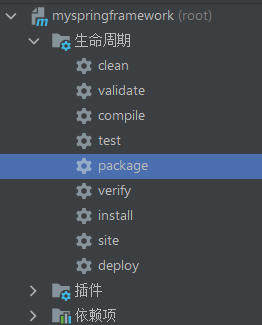 myspringframework (root)
生命周期
clean
validate
compile
test
package
verify
install
site
deploy
插件
依赖项